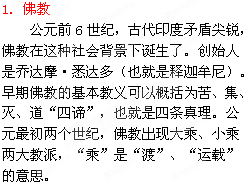 1. 佛教
公元前 6 世纪，古代印度矛盾尖锐，
佛教在这种社会背景下诞生了。创始人
是乔达摩·悉达多（也就是释迦牟尼）。
早期佛教的基本教义可以概括为苦、集、
灭、道“四谛”，也就是四条真理。公
元最初两个世纪，佛教出现大乘、小乘
两大教派，“乘”是“渡”、“运载”
的意思。